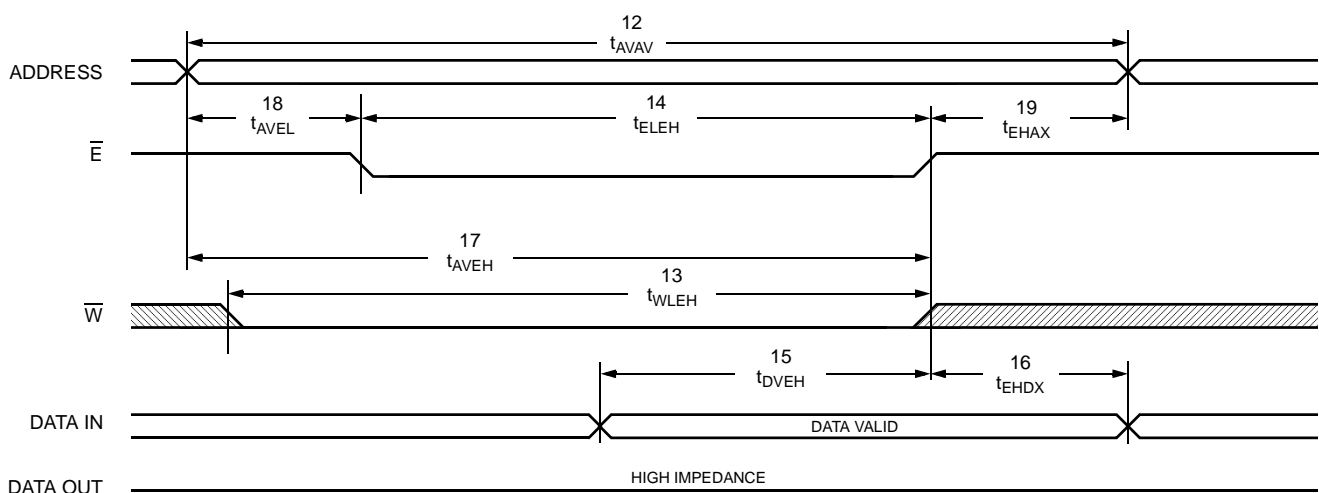 12
tAVAV
ADDRESS
18
tAVEL
14
tELEH
19
tEHAX
E̅
17
tAVEH
13
tWLEH
W̅
15
tDVEH
16
tEHDX
DATA IN
DATA VALID
DATA OUT
HIGH IMPEDANCE